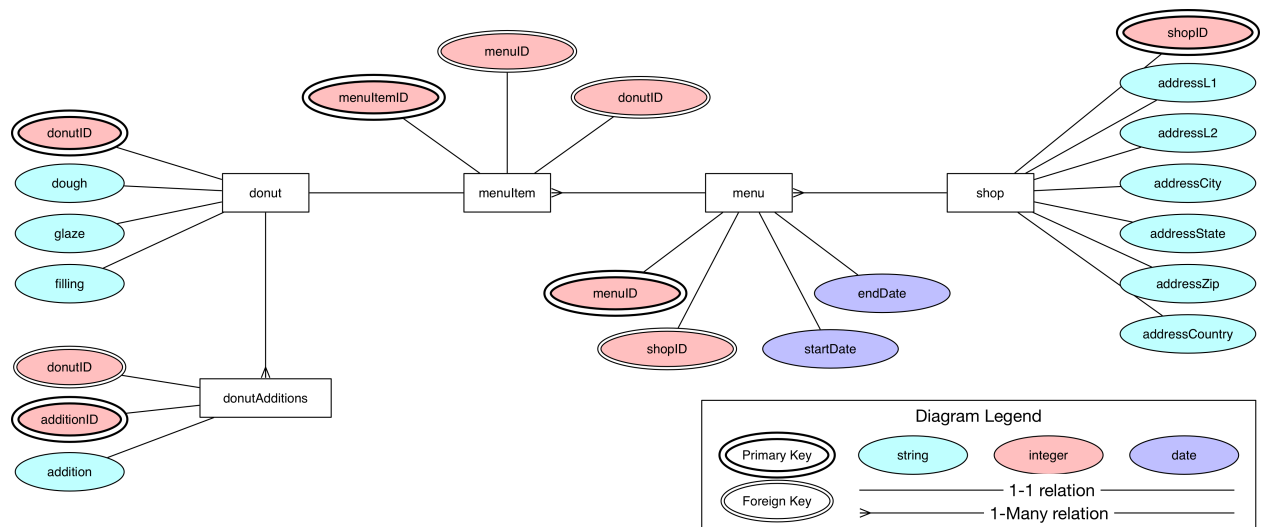 shopID
menuID
addressL1
menuItemID
donutID
donutID
addressL2
dough
donut
menuItem
menu
shop
addressCity
glaze
addressState
filling
menuID
endDate
addressZip
shopID
startDate
addressCountry
donutID
donutAdditions
additionID
addition
Diagram Legend
Primary Key
string
integer
date
Foreign Key
1-1 relation
1-Many relation